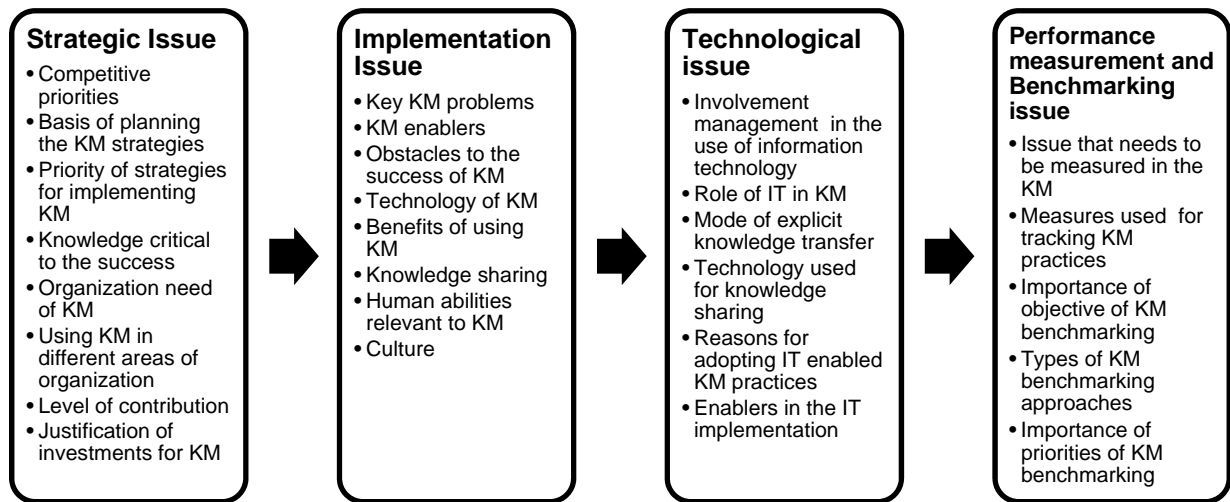 Strategic Issue
• Competitive
priorities
• Basis of planning
the KM strategies
• Priority of strategies
for implementing
KM
• Knowledge critical
to the success
• Organization need
of KM
• Using KM in
different areas of
organization
• Level of contribution
• Justification of
investments for KM
Implementation
Issue
• Key KM problems
• KM enablers
• Obstacles to the
success of KM
• Technology of KM
• Benefits of using
KM
• Knowledge sharing
• Human abilities
relevant to KM
• Culture
Technological
issue
• Involvement
management in the
use of information
technology
• Role of IT in KM
• Mode of explicit
knowledge transfer
• Technology used
for knowledge
sharing
• Reasons for
adopting IT enabled
KM practices
• Enablers in the IT
implementation
Performance
measurement and
Benchmarking
issue
• Issue that needs to
be measured in the
KM
• Measures used for
tracking KM
practices
• Importance of
objective of KM
benchmarking
• Types of KM
benchmarking
approaches
• Importance of
priorities of KM
benchmarking